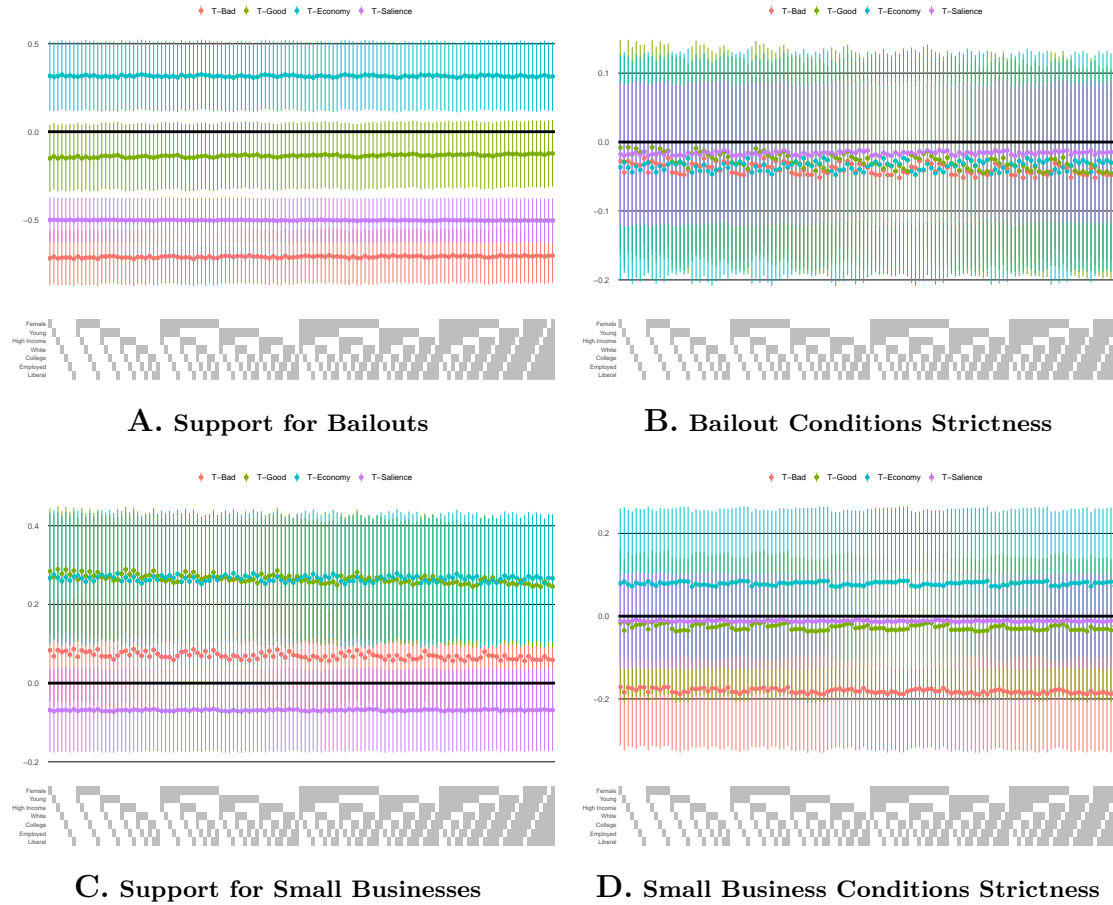 T−Bad T−Good T−Economy T−Salience
0.5
0.0
−0.5
Female
Young
High Income
White
College
Employed
Liberal
A. Support for Bailouts
T−Bad T−Good T−Economy T−Salience
0.1
0.0
−0.1
−0.2
Female
Young
High Income
White
College
Employed
Liberal
B. Bailout Conditions Strictness
T−Bad T−Good T−Economy T−Salience
0.4
0.2
0.0
−0.2
Female
Young
High Income
White
College
Employed
Liberal
C. Support for Small Businesses
T−Bad T−Good T−Economy T−Salience
0.2
0.0
−0.2
Female
Young
High Income
White
College
Employed
Liberal
D. Small Business Conditions Strictness